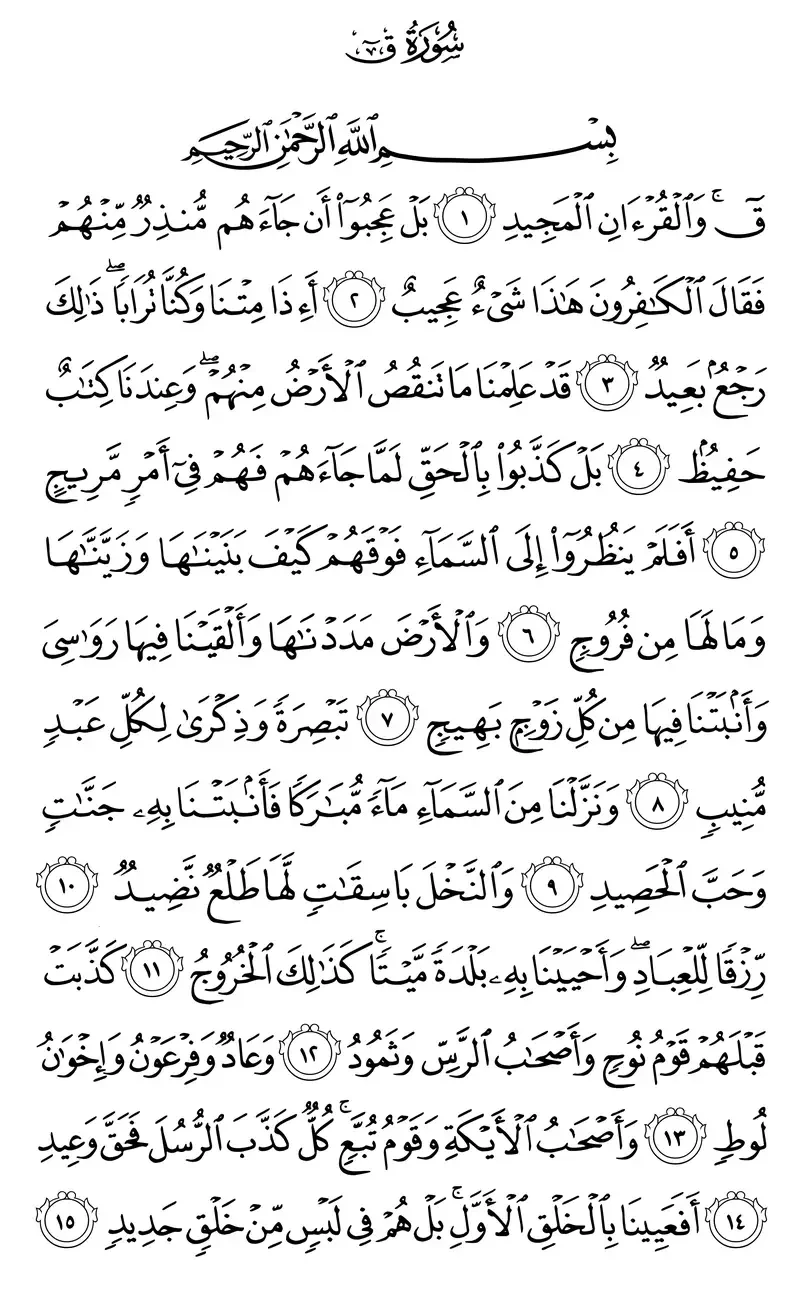 سُورَةُ قٓ
بِسْمِ ٱللَّهِ ٱلرَّحْمَٰنِ ٱلرَّحِيمِ
قٓۚ وَٱلْقُرْءَانِ ٱلْمَجِيدِ ١ بَلْ عَجِبُوٓا۟ أَن جَآءَهُم مُّنذِرٌ مِّنْهُمْ
فَقَالَ ٱلْكَٰفِرُونَ هَٰذَا شَىْءٌ عَجِيبٌ ٢ أَءِذَا مِتْنَا وَكُنَّا تُرَابًاۖ ذَٰلِكَ
رَجْعٌۢ بَعِيدٌ ٣ قَدْ عَلِمْنَا مَا تَنقُصُ ٱلْأَرْضُ مِنْهُمْۖ وَعِندَنَا كِتَٰبٌ
حَفِيظٌۢ ٤ بَلْ كَذَّبُوا۟ بِٱلْحَقِّ لَمَّا جَآءَهُمْ فَهُمْ فِىٓ أَمْرٍ مَّرِيجٍ
٥ أَفَلَمْ يَنظُرُوٓا۟ إِلَى ٱلسَّمَآءِ فَوْقَهُمْ كَيْفَ بَنَيْنَٰهَا وَزَيَّنَّٰهَا
وَمَا لَهَا مِن فُرُوجٍ ٦ وَٱلْأَرْضَ مَدَدْنَٰهَا وَأَلْقَيْنَا فِيهَا رَوَٰسِىَ
وَأَنۢبَتْنَا فِيهَا مِن كُلِّ زَوْجٍۭ بَهِيجٍ ٧ تَبْصِرَةً وَذِكْرَىٰ لِكُلِّ عَبْدٍ
مُّنِيبٍ ٨ وَنَزَّلْنَا مِنَ ٱلسَّمَآءِ مَآءً مُّبَٰرَكًا فَأَنۢبَتْنَا بِهِۦ جَنَّٰتٍ
وَحَبَّ ٱلْحَصِيدِ ٩ وَٱلنَّخْلَ بَاسِقَٰتٍ لَّهَا طَلْعٌ نَّضِيدٌ ١٠
رِّزْقًا لِّلْعِبَادِۖ وَأَحْيَيْنَا بِهِۦ بَلْدَةً مَّيْتًاۚ كَذَٰلِكَ ٱلْخُرُوجُ ١١ كَذَّبَتْ
قَبْلَهُمْ قَوْمُ نُوحٍ وَأَصْحَٰبُ ٱلرَّسِّ وَثَمُودُ ١٢ وَعَادٌ وَفِرْعَوْنُ وَإِخْوَٰنُ
لُوطٍ ١٣ وَأَصْحَٰبُ ٱلْأَيْكَةِ وَقَوْمُ تُبَّعٍۚ كُلٌّ كَذَّبَ ٱلرُّسُلَ فَحَقَّ وَعِيدِ
١٤ أَفَعَيِينَا بِٱلْخَلْقِ ٱلْأَوَّلِۚ بَلْ هُمْ فِى لَبْسٍ مِّنْ خَلْقٍ جَدِيدٍ ١٥